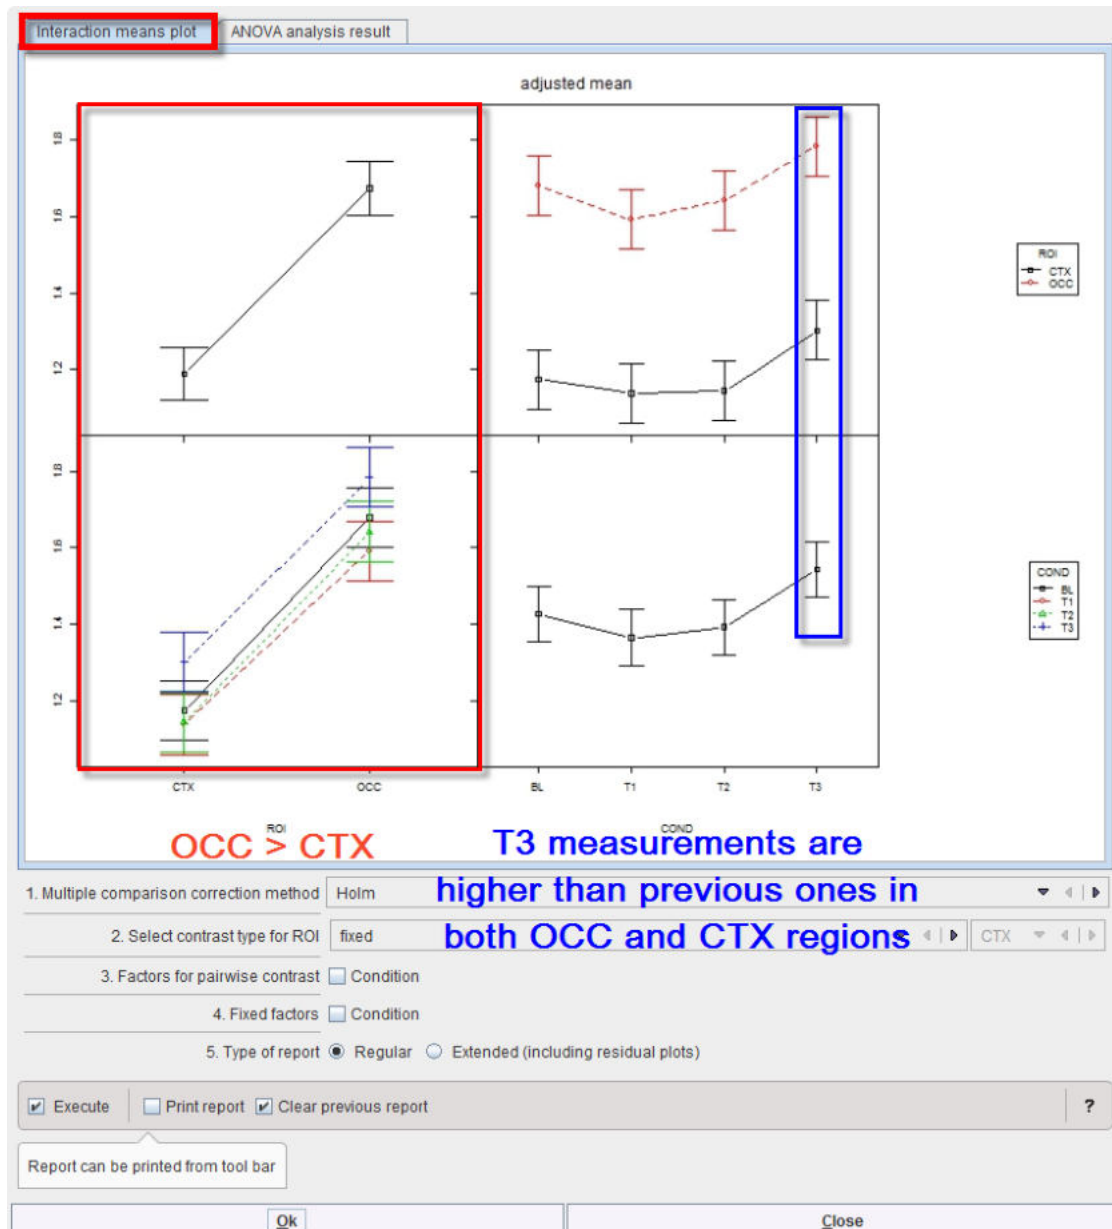 Interaction means plot
ANOVA analysis result
adjusted mean
1.8
1.6
1.4
1.2
ROI
CTX
OCC
1.8
1.6
1.4
1.2
COND
BL
T1
T2
T3
CTX
OCC
BL
T1
T2
T3
ROI
COND
OCC > CTX
T3 measurements are
higher than previous ones in
both OCC and CTX regions
1. Multiple comparison correction method
Holm
2. Select contrast type for ROI
fixed
CTX
3. Factors for pairwise contrast
Condition
4. Fixed factors
Condition
5. Type of report
Regular
Extended (including residual plots)
Execute
Print report
Clear previous report
?
Report can be printed from tool bar
Ok
Close